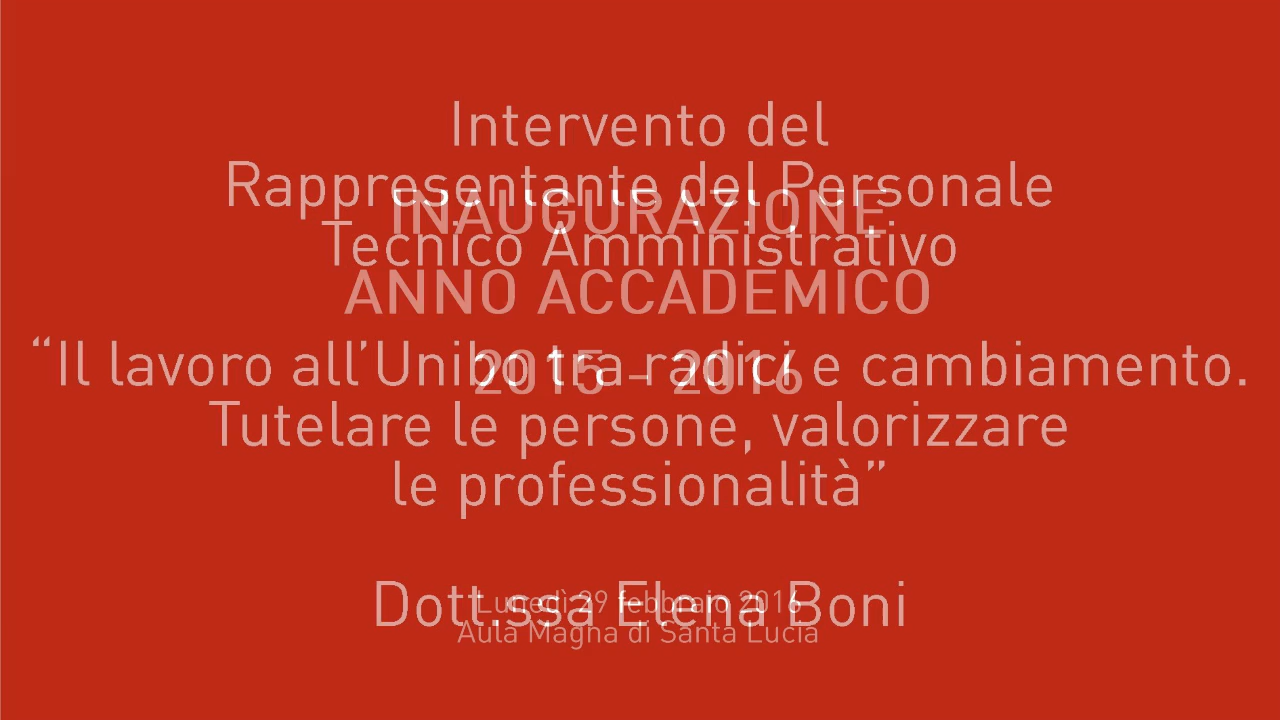 Intervento del
Rappresentante del Personale
INAUGURAZIONE
Tecnico Amministrativo
ANNO ACCADEMICO
“Il lavoro all’Unibo tra radici e cambiamento.
2015 - 2016
Tutelare le persone, valorizzare
le professionalità”
Dott.ssa Elena Boni
Lunedì 29 febbraio 2016
Aula Magna di Santa Lucia